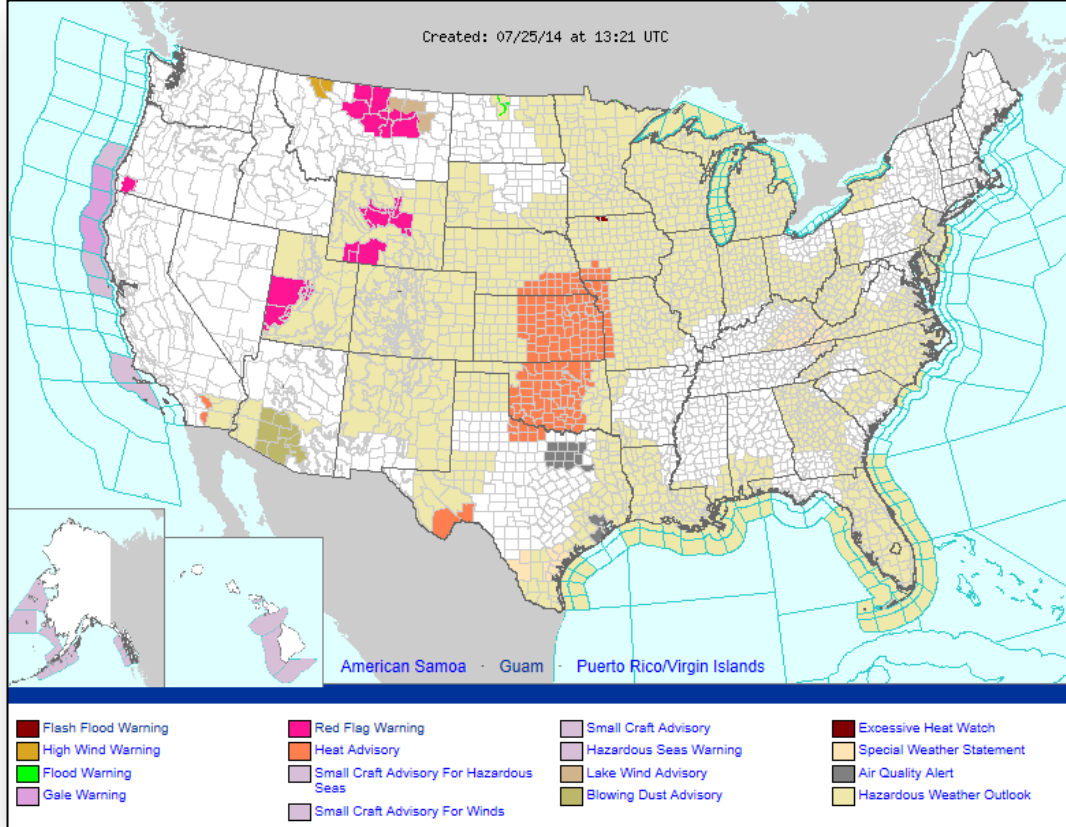 Created: 07/25/14 at 13:21 UTC
American Samoa · Guam · Puerto Rico/Virgin Islands
Flash Flood Warning
High Wind Warning
Flood Warning
Gale Warning
Red Flag Warning
Heat Advisory
Small Craft Advisory For Hazardous
Seas
Small Craft Advisory For Winds
Small Craft Advisory
Hazardous Seas Warning
Lake Wind Advisory
Blowing Dust Advisory
Excessive Heat Watch
Special Weather Statement
Air Quality Alert
Hazardous Weather Outlook